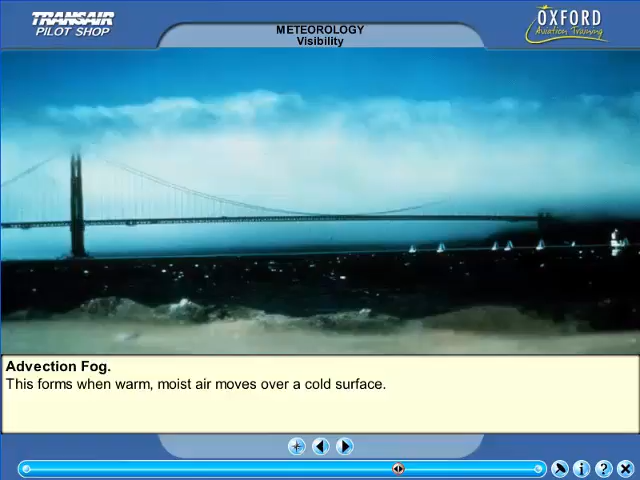 TRANSAIR
PILOT SHOP
METEOROLOGY
Visibility
OXFORD
Aviation Training
Advection Fog.
This forms when warm, moist air moves over a cold surface.